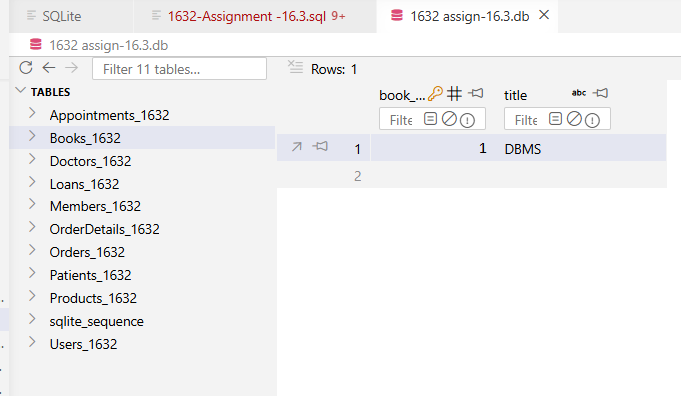 SQLite
1632-Assignment -16.3.sql 9+
1632 assign-16.3.db
1632 assign-16.3.db
Filter 11 tables...
Rows: 1
TABLES
Appointments_1632
Books_1632
Doctors_1632
Loans_1632
Members_1632
OrderDetails_1632
Orders_1632
Patients_1632
Products_1632
sqlite_sequence
Users_1632
book_... title abc
Filte Filte
1 1 DBMS
2